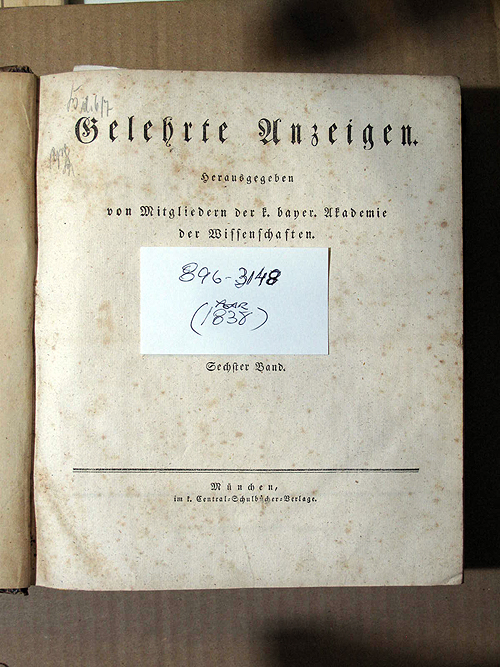 Gelehrte Anzeigen.
Herausgegeben
von Mitgliedern der k. bayer. Akademie
der Wissenschaften.
896-3148
YEAR
(1838)
Sechster Band.
München,
im k. Central-Schulbücher-Verlage.